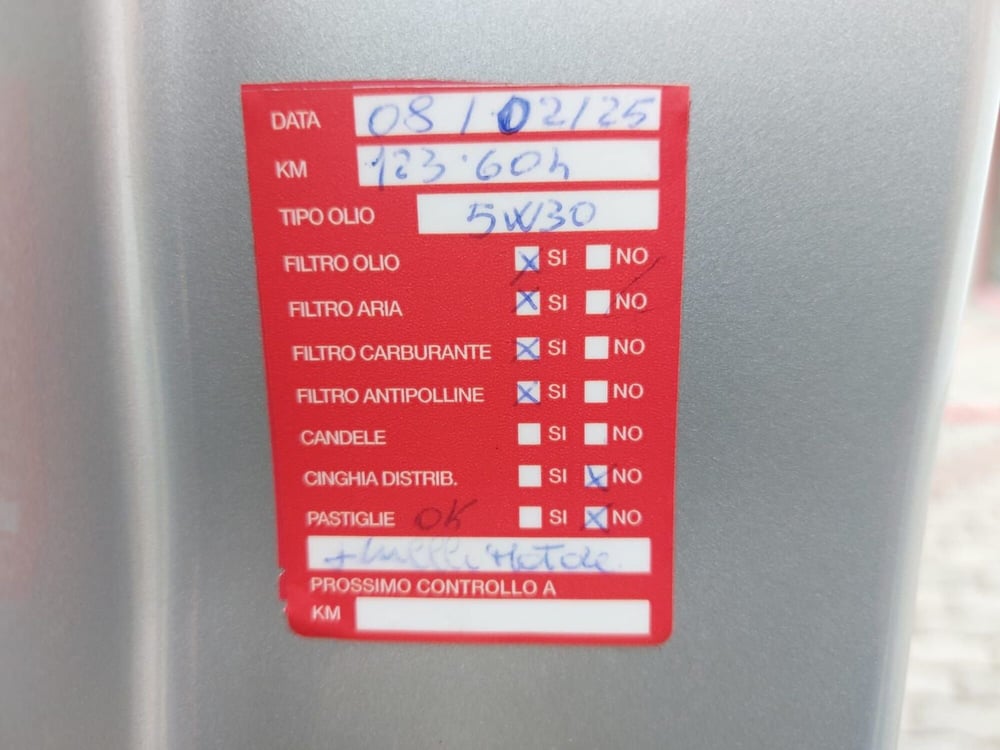 DATA 08/02/25
KM 123.604
TIPO OLIO 5W30
FILTRO OLIO X SI NO
FILTRO ARIA X SI NO
FILTRO CARBURANTE X SI NO
FILTRO ANTIPOLLINE X SI NO
CANDELE SI NO
CINGHIA DISTRIB. SI X NO
PASTIGLIE OK SI X NO
Motore
PROSSIMO CONTROLLO A
KM